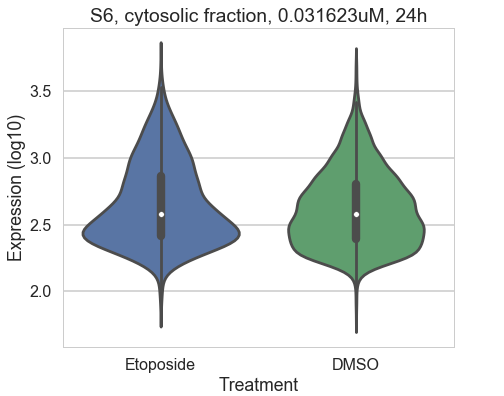 S6, cytosolic fraction, 0.031623uM, 24h
Expression (log10)
3.5
3.0
2.5
2.0
Etoposide
DMSO
Treatment